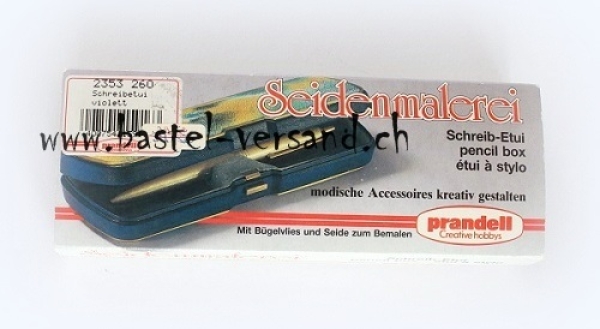 2353 260
Schreibetui
violett
Seidenmalerei
www.bastel-versand.ch
Schreib-Etui
pencil box
étui à stylo
modische Accessoires kreativ gestalten
prandell
Creative hobbys
Mit Bügelvlies und Seide zum Bemalen